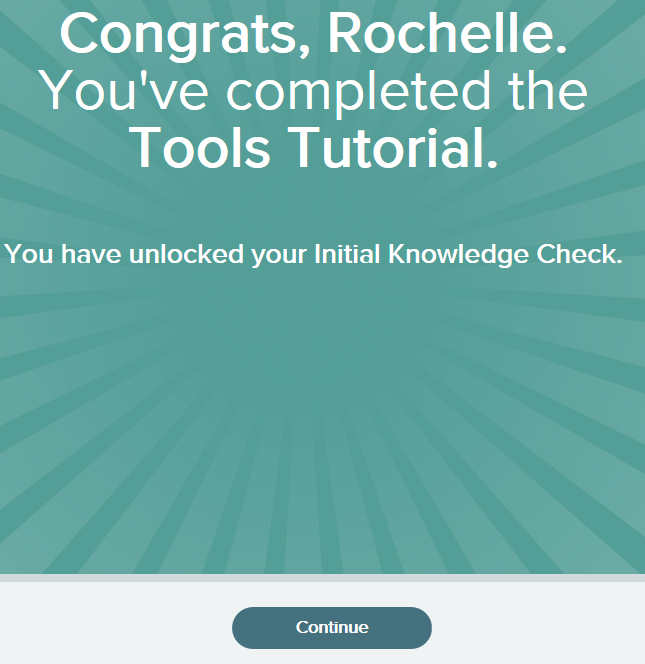 Congrats, Rochelle.
You've completed the
Tools Tutorial.
You have unlocked your Initial Knowledge Check.
Continue